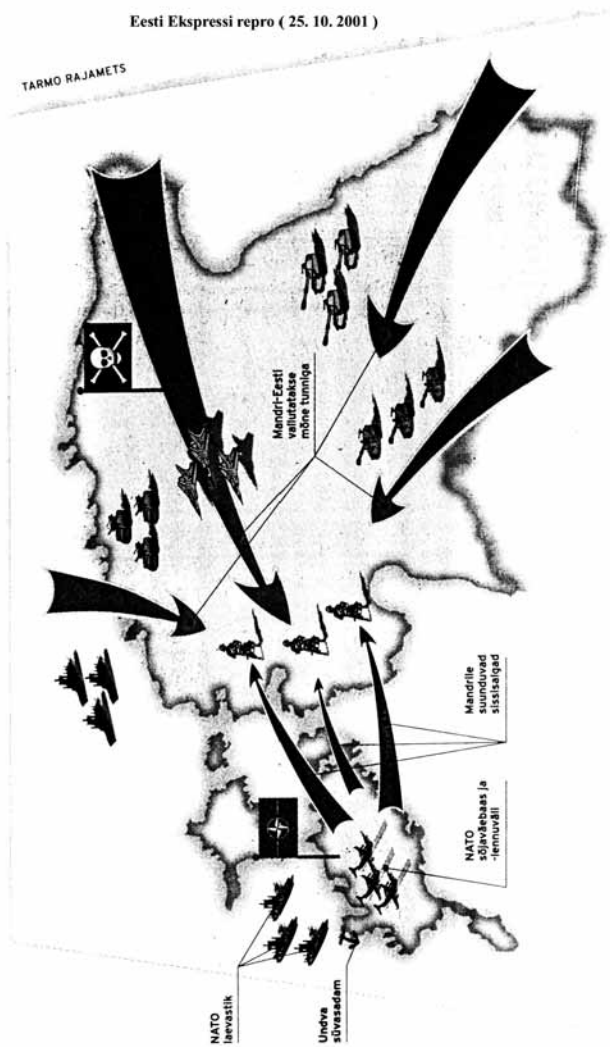 Eesti Ekspressi repro ( 25. 10. 2001 )
TARMO RAJAMETS
Mandri-Eesti
vallutatakse
mõne tunniga
Mandrile
suunduvad
sissisalgad
NATO
sõjaväebaas ja
-lennuväli
NATO
laevastik
Undva
süvasadam